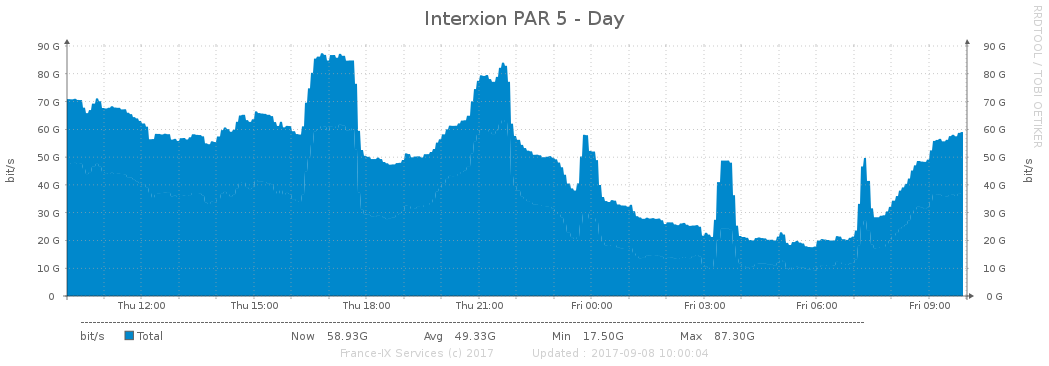 Interxion PAR 5 - Day
RRDTOOL / TOBI OETIKER
90 G 90 G
80 G 80 G
70 G 70 G
60 G 60 G
50 G 50 G
40 G 40 G
30 G 30 G
20 G 20 G
10 G 10 G
0 0 G
bit/s bit/s
Thu 12:00 Thu 15:00 Thu 18:00 Thu 21:00 Fri 00:00 Fri 03:00 Fri 06:00 Fri 09:00
bit/s Total Now 58.93G Avg 49.33G Min 17.50G Max 87.30G
France-IX Services (c) 2017 Updated : 2017-09-08 10:00:04